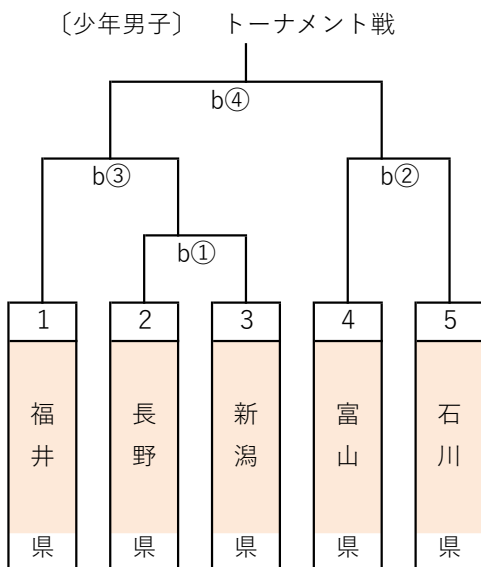 〔少年男子〕　トーナメント戦
b④
b③
b②
b①
1
2
3
4
5
福井県
長野県
新潟県
富山県
石川県